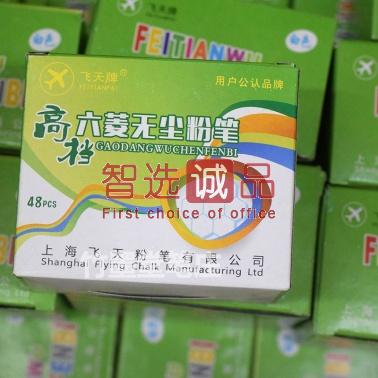 飞天牌®
FEITIANPAI
用户公认品牌
高档六菱无尘粉笔
GAODANGWUCHENFENBI
48PCS
智选诚品
First choice of office
上海飞天粉笔有限公司
Shanghai Flying Chalk Manufacturing Ltd
FEITIANWU
白色